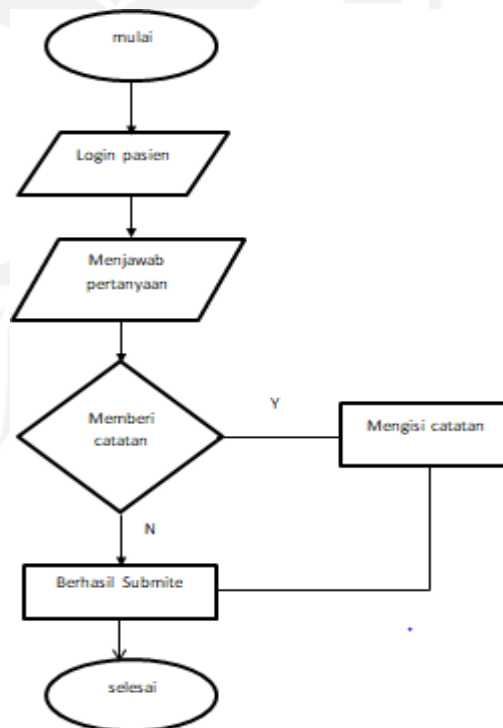 mulai
Login pasien
Menjawab
pertanyaan
Memberi
catatan
Y
Mengisi catatan
N
Berhasil Submite
selesai